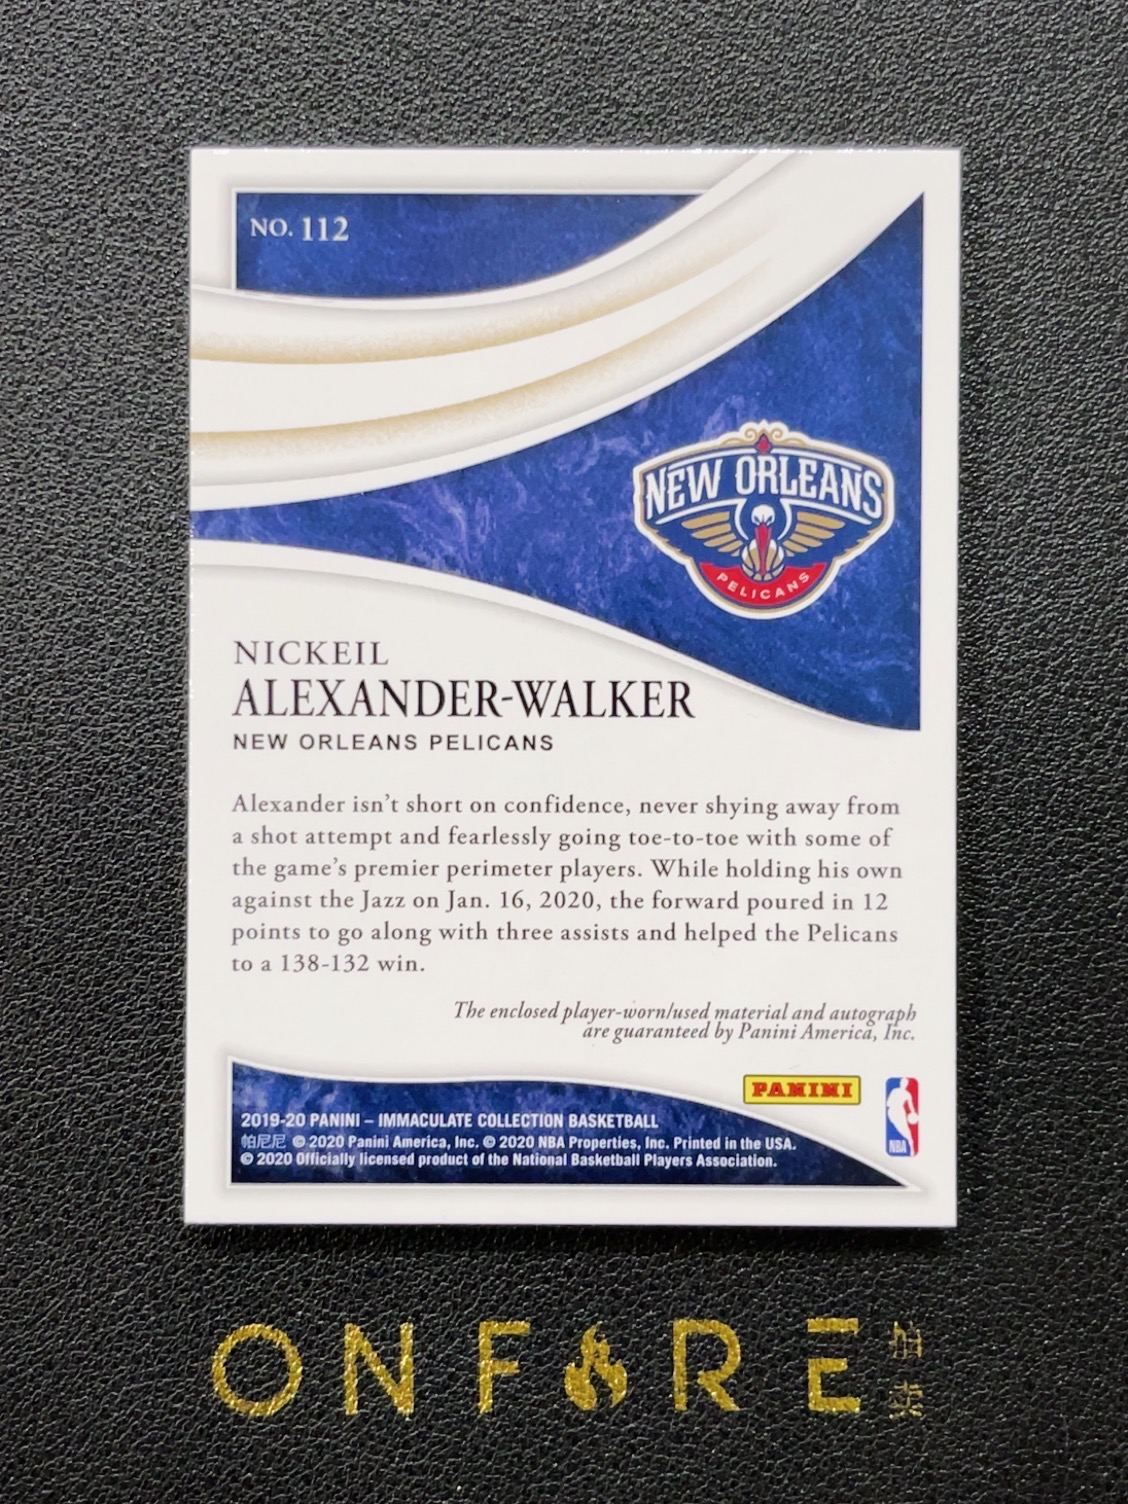 NO. 112
NEW ORLEANS
PELICANS
NICKEIL
ALEXANDER-WALKER
NEW ORLEANS PELICANS
Alexander isn't short on confidence, never shying away from
a shot attempt and fearlessly going toe-to-toe with some of
the game's premier perimeter players. While holding his own
against the Jazz on Jan. 16, 2020, the forward poured in 12
points to go along with three assists and helped the Pelicans
to a 138-132 win.
The enclosed player-worn/used material and autograph
are guaranteed by Panini America, Inc.
PANINI
NBA
2019-20 PANINI – IMMACULATE COLLECTION BASKETBALL
帕尼尼 © 2020 Panini America, Inc. © 2020 NBA Properties, Inc. Printed in the USA.
© 2020 Officially licensed product of the National Basketball Players Association.
ONFIRE 拍卖